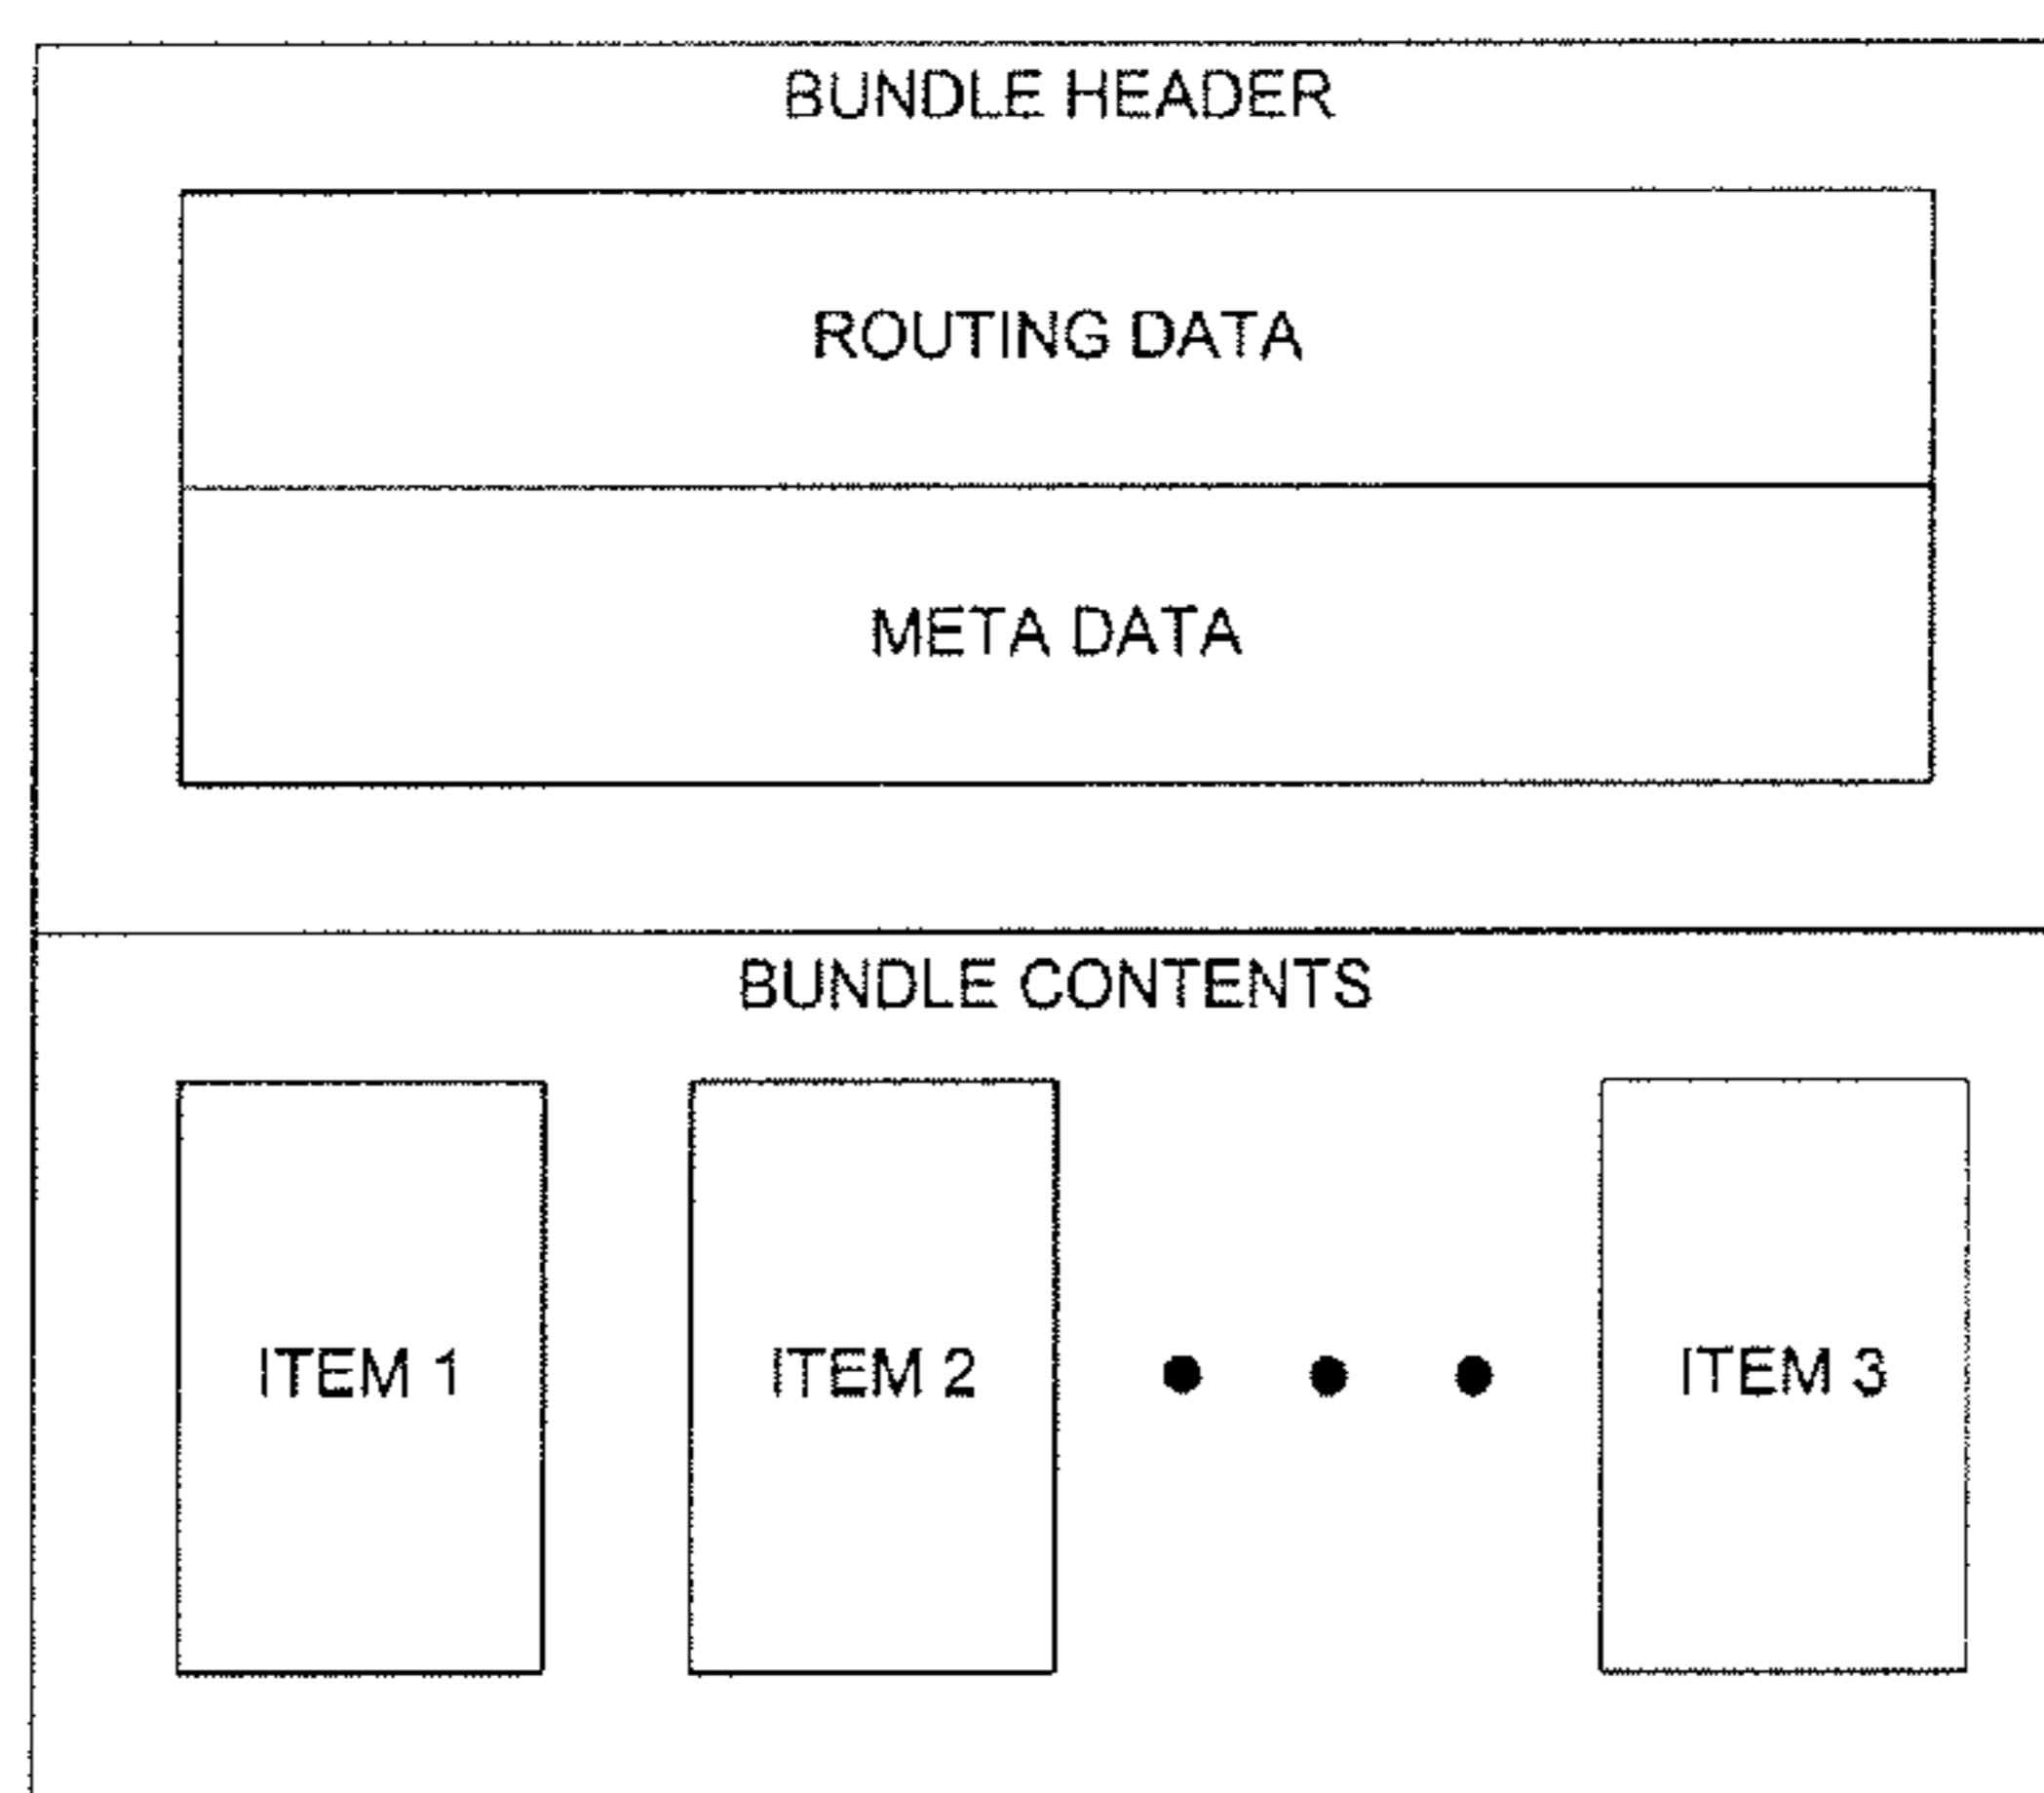 BUNDLE HEADER
ROUTING DATA
META DATA
BUNDLE CONTENTS
ITEM 1 ITEM 2 ● ● ● ITEM 3